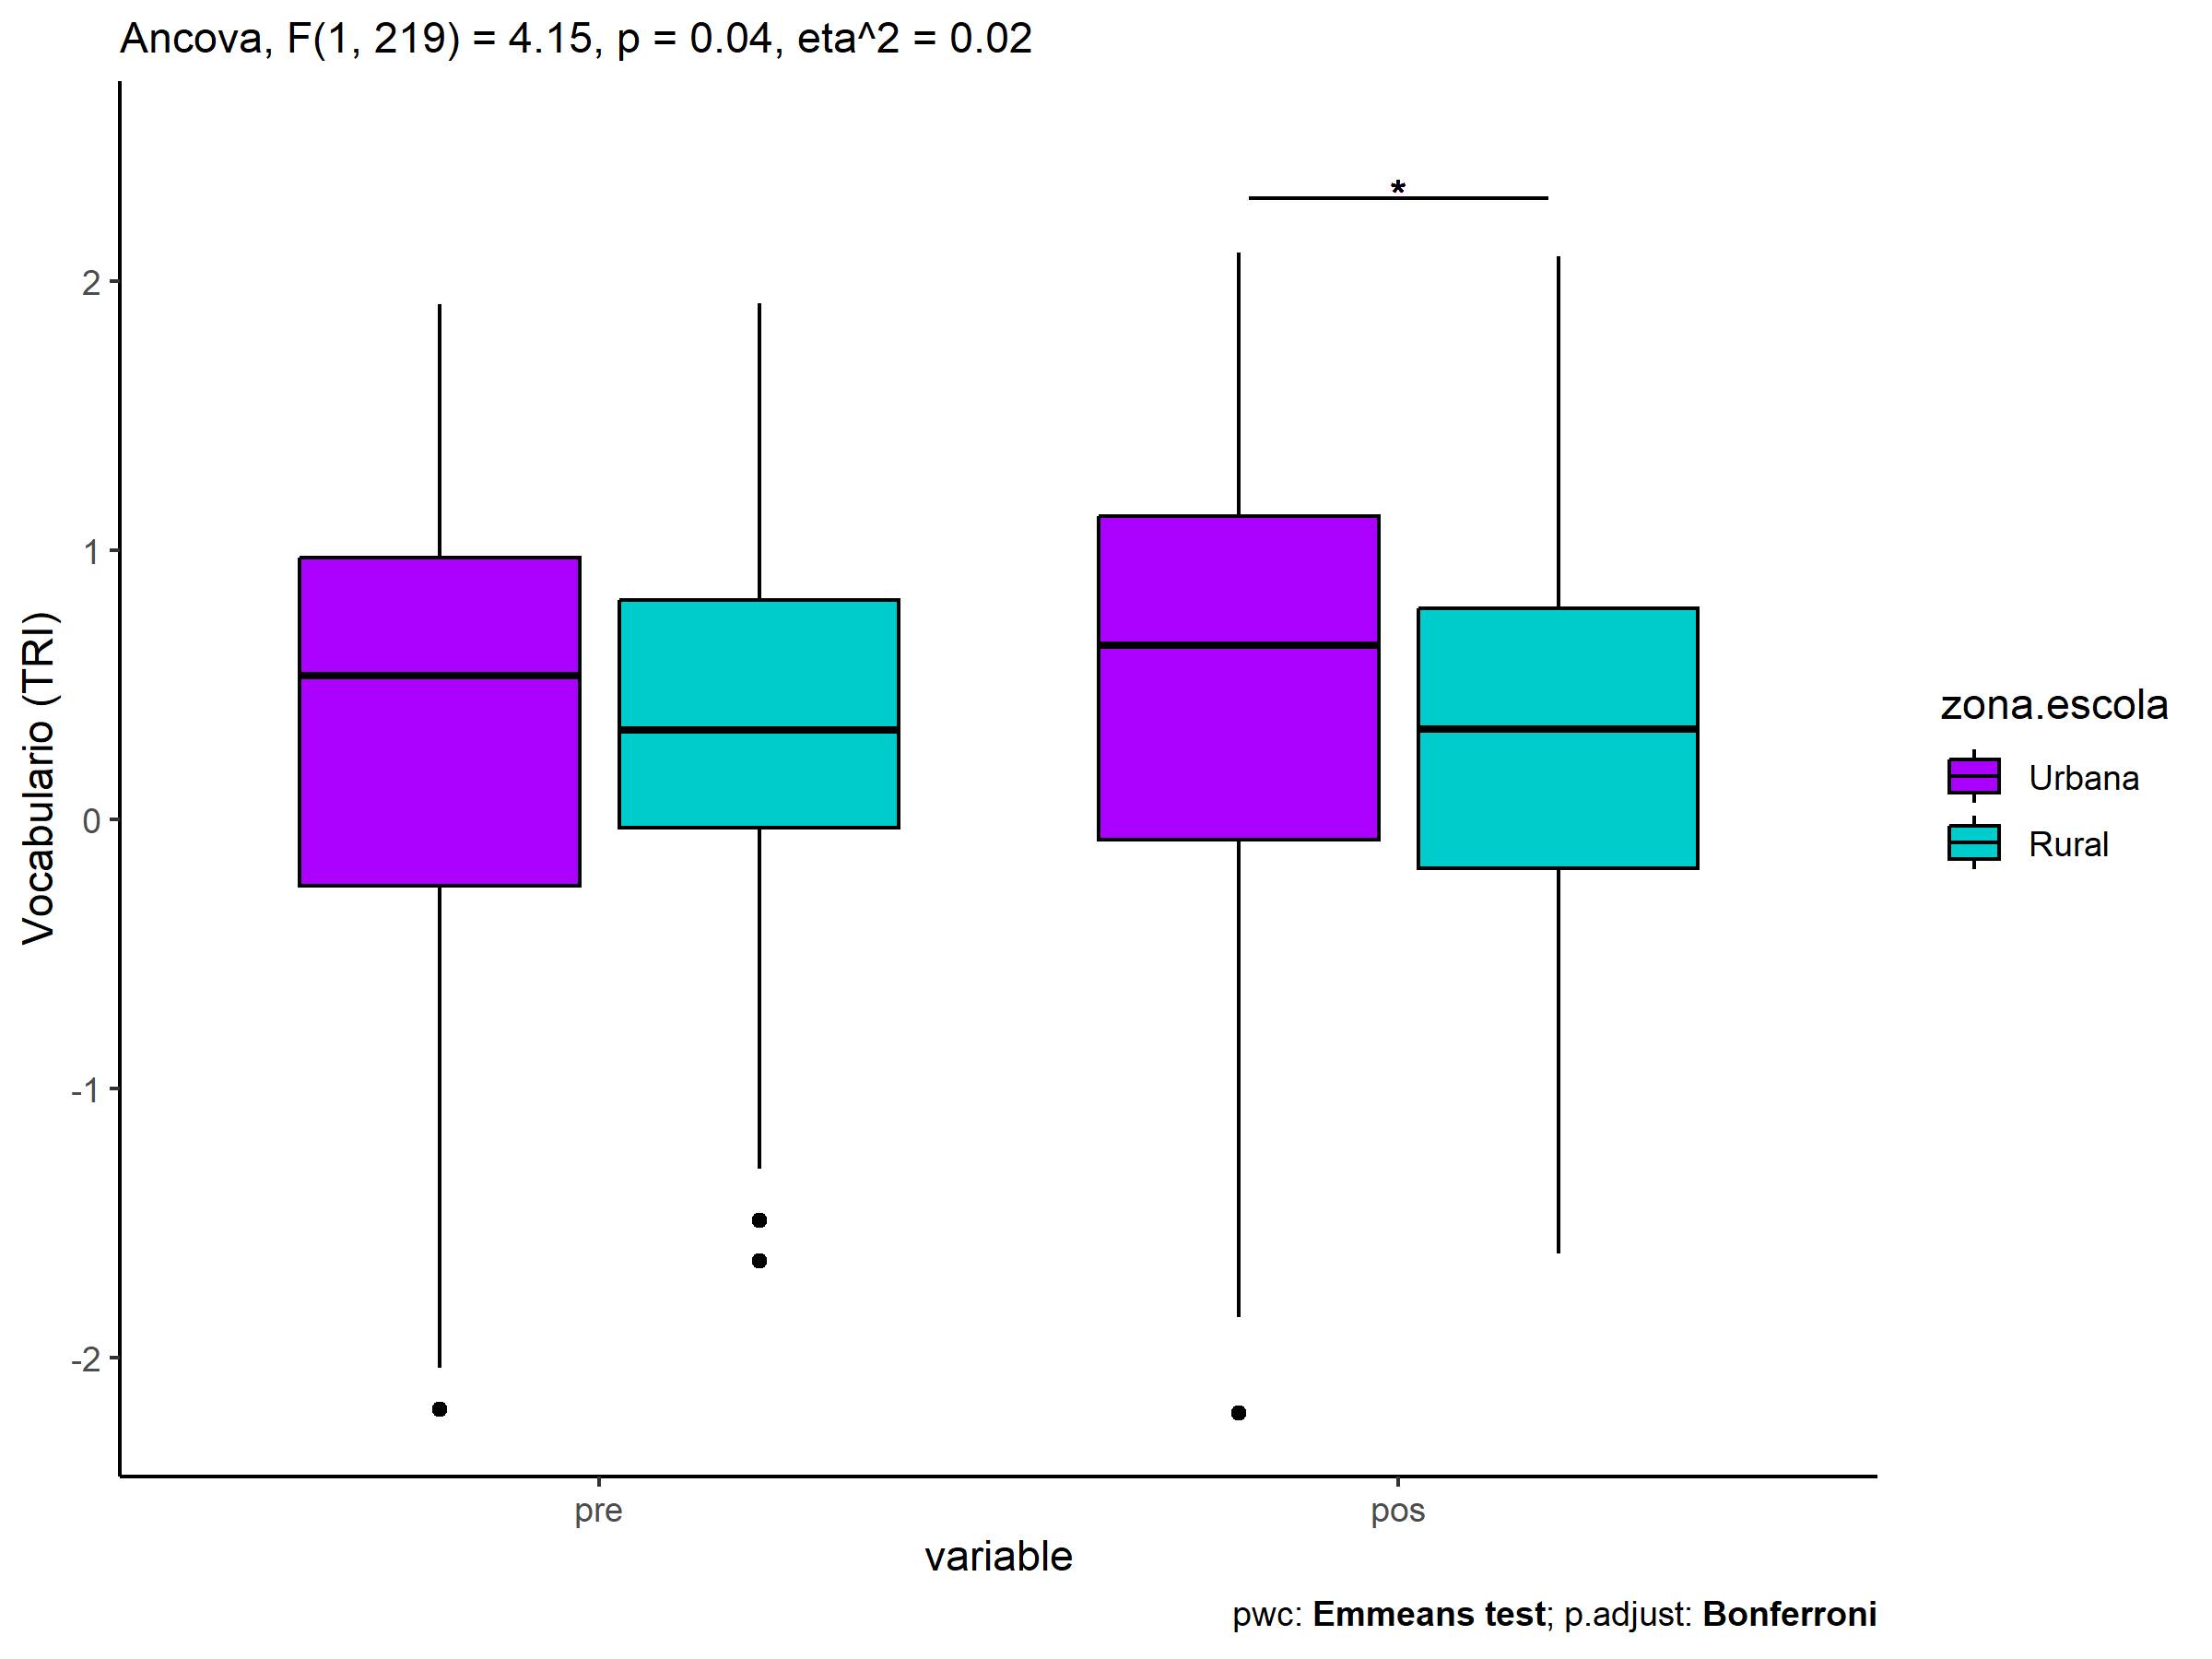 Ancova, F(1, 219) = 4.15, p = 0.04, eta^2 = 0.02
*
2
1
0
-1
-2
Vocabulario (TRI)
pre
pos
variable
zona.escola
Urbana
Rural
pwc: Emmeans test; p.adjust: Bonferroni